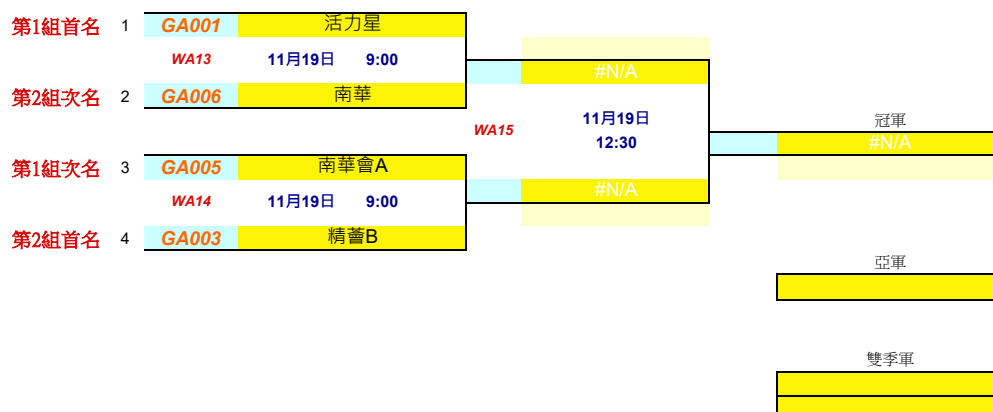 第1組首名 1 GA001 活力星
WA13 11月19日 9:00
#N/A
第2組次名 2 GA006 南華
WA15 11月19日
12:30
冠軍
#N/A
第1組次名 3 GA005 南華會A
WA14 11月19日 9:00
#N/A
第2組首名 4 GA003 精薈B
亞軍
雙季軍